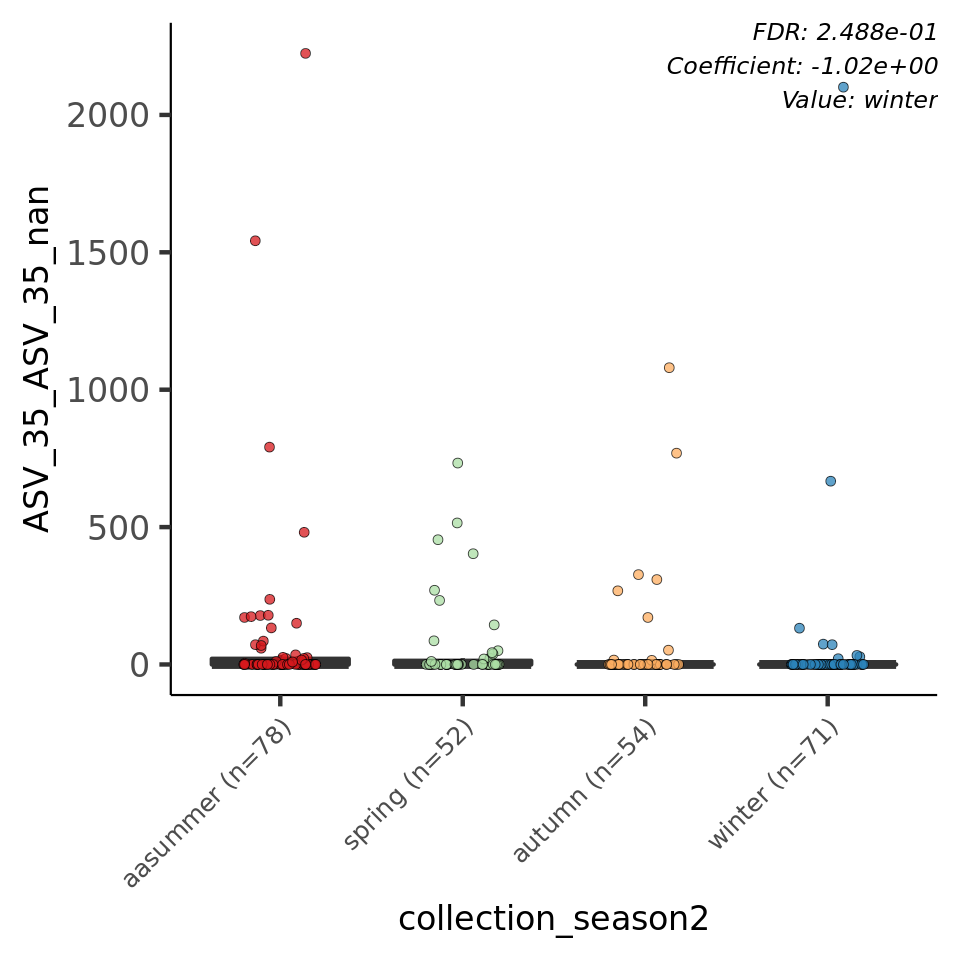 FDR: 2.488e-01
Coefficient: -1.02e+00
Value: winter
ASV_35_ASV_35_nan
2000
1500
1000
500
0
aasummer (n=78)
spring (n=52)
autumn (n=54)
winter (n=71)
collection_season2